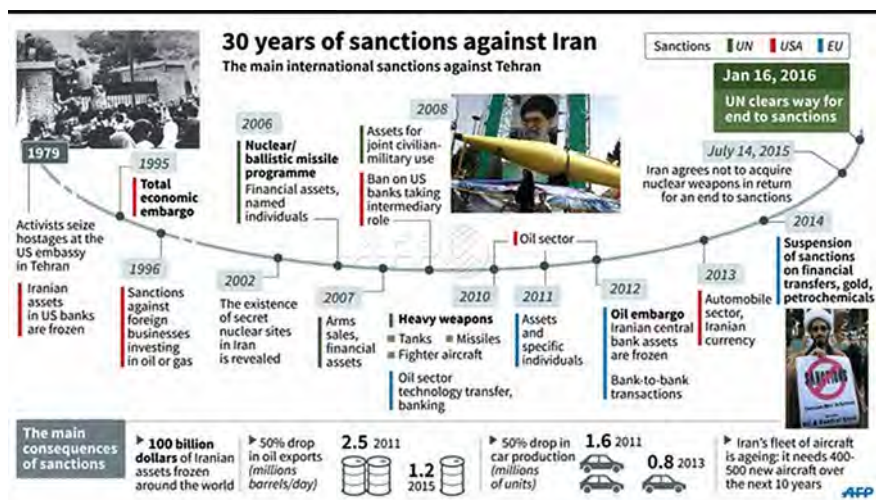 30 years of sanctions against Iran
The main international sanctions against Tehran
Sanctions UN USA EU
1979
Activists seize
hostages at the
US embassy
in Tehran
Iranian
assets
in US banks
are frozen
1995
Total
economic
embargo
1996
Sanctions
against
foreign
businesses
investing
in oil or gas
2002
The existence
of secret
nuclear sites
in Iran
is revealed
2006
Nuclear/
ballistic missile
programme
Financial assets,
named
individuals
2007
Arms
sales,
financial
assets
2008
Assets for
joint civilian-
military use
Ban on US
banks taking
intermediary
role
2010
Heavy weapons
Tanks Missiles
Fighter aircraft
Oil sector
technology transfer,
banking
Oil sector
2011
Assets
and
specific
individuals
2012
Oil embargo
Iranian central
bank assets
are frozen
Bank-to-bank
transactions
2013
Automobile
sector,
Iranian
currency
2014
Suspension
of sanctions
on financial
transfers, gold,
petrochemicals
July 14, 2015
Iran agrees not to acquire
nuclear weapons in return
for an end to sanctions
Jan 16, 2016
UN clears way for
end to sanctions
SANCTIONS
The main
consequences
of sanctions
100 billion
dollars of Iranian
assets frozen
around the world
50% drop
in oil exports
(millions
barrels/day)
2.5 2011
1.2
2015
50% drop in
car production
(millions
of units)
1.6 2011
0.8 2013
Iran's fleet of aircraft
is ageing: it needs 400-
500 new aircraft over
the next 10 years
AFP